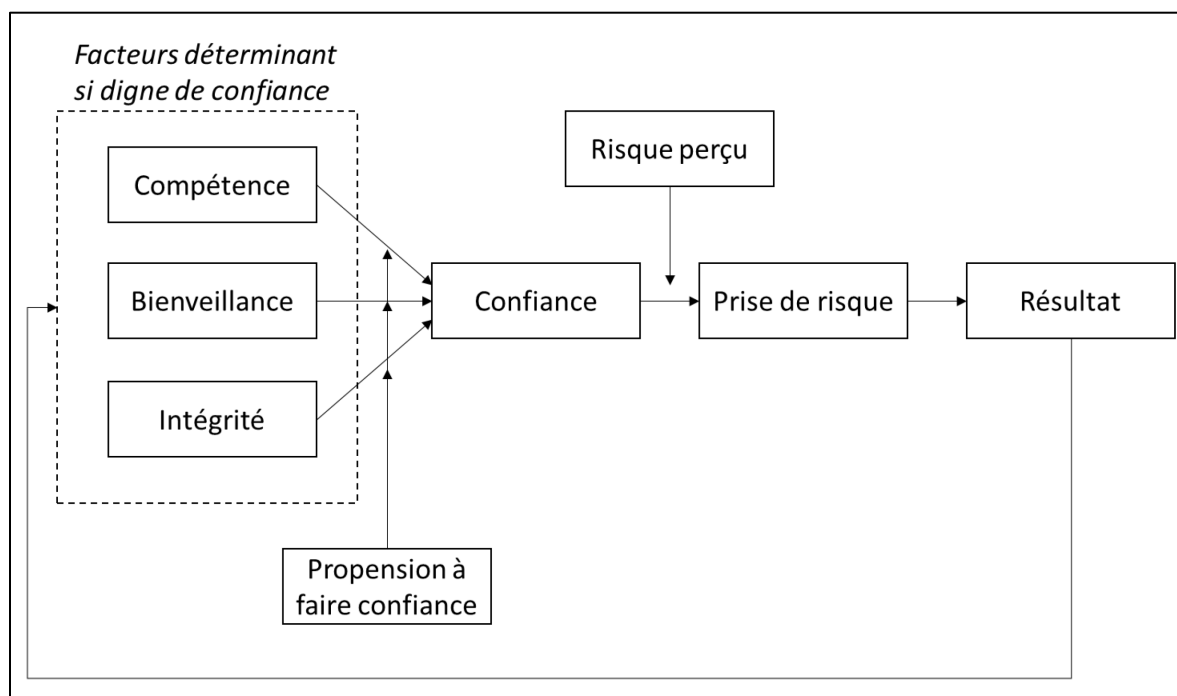 Facteurs déterminant
si digne de confiance
Risque perçu
Compétence
Bienveillance
Confiance
Prise de risque
Résultat
Intégrité
Propension à
faire confiance